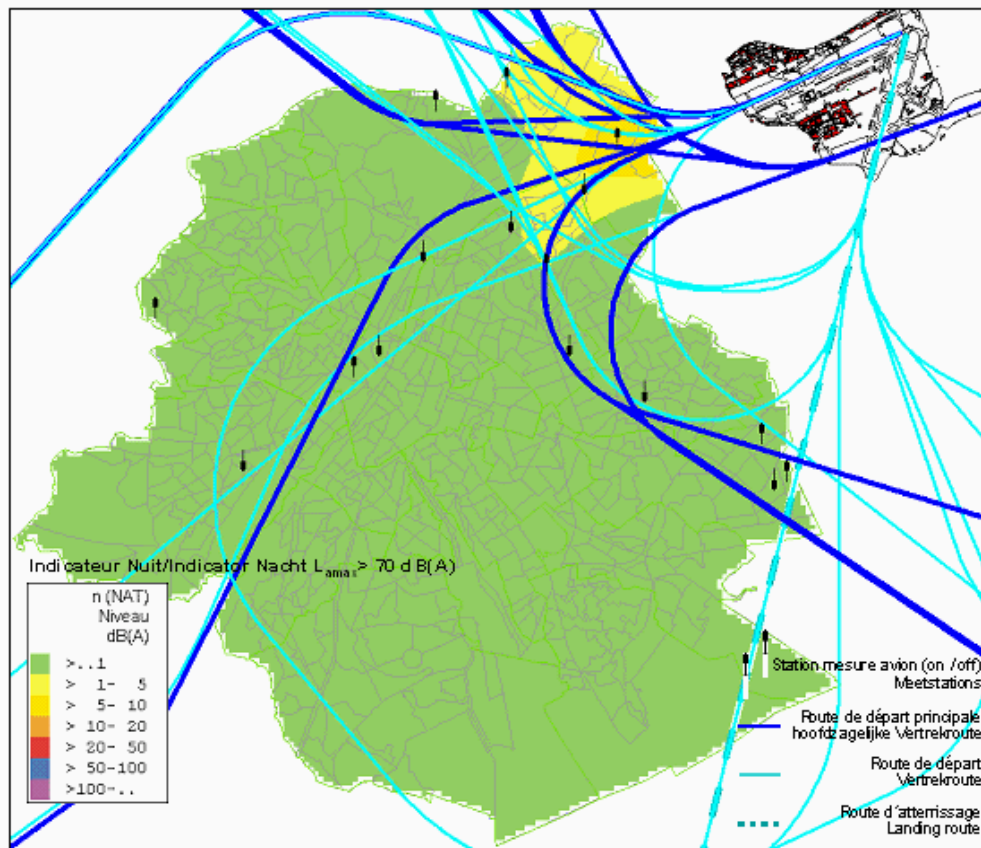 Indicateur Nuit/Indicator Nacht Lamax> 70 d B(A)
n (NAT)
Niveau
dB(A)
>..1
> 1- 5
> 5- 10
> 10- 20
> 20- 50
> 50-100
>100-..
Station mesure avion (on /off)
Meetstations
Route de départ principale
hoofdzagelijke Vertrekroute
Route de départ
Vertrekroute
Route d'atterrissage
Landing route